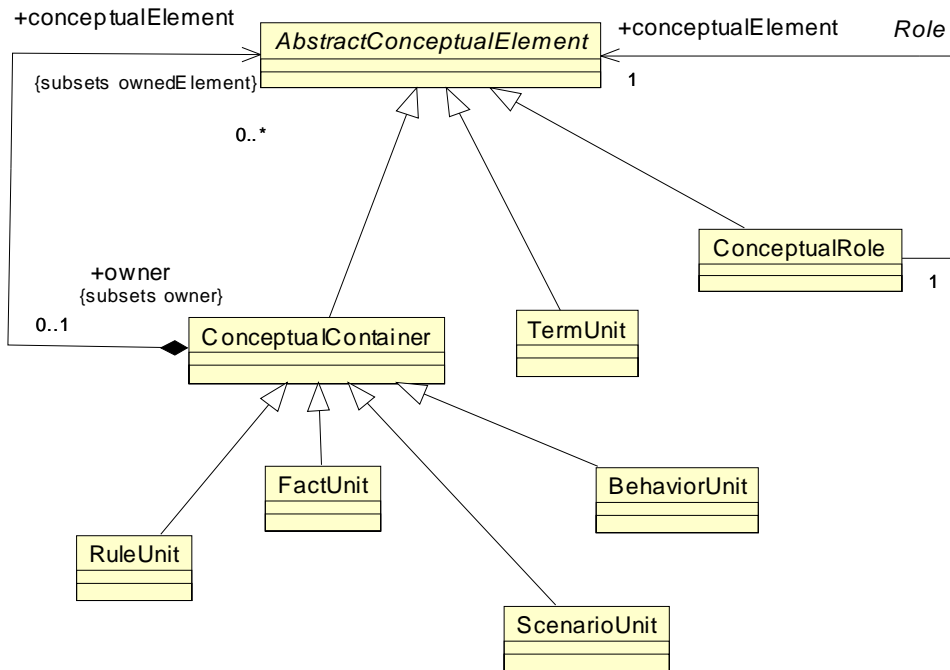 +conceptualElement
AbstractConceptualElement
+conceptualElement
Role
{subsets ownedElement}
1
0..*
ConceptualRole
1
+owner
{subsets owner}
0..1
ConceptualContainer
TermUnit
FactUnit
BehaviorUnit
RuleUnit
ScenarioUnit